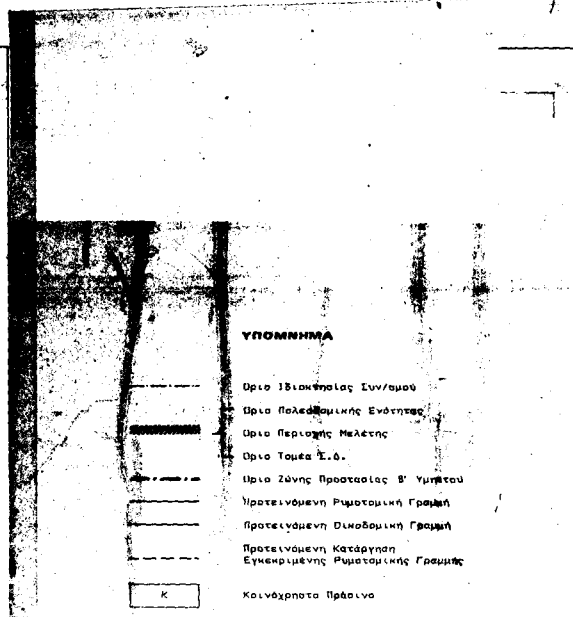 ΥΠΟΜΝΗΜΑ
Όριο Ιδιοκτησίας Συν/σμού
Όριο Πολεοδομικής Ενότητας
Όριο Περιοχής Μελέτης
Όριο Τομέα Σ.Δ.
Όριο Ζώνης Προστασίας Β' Υμηττού
Προτεινόμενη Ρυμοτομική Γραμμή
Προτεινόμενη Οικοδομική Γραμμή
Προτεινόμενη Κατάργηση
Εγκεκριμένης Ρυμοτομικής Γραμμής
Κ Κοινόχρηστο Πράσινο